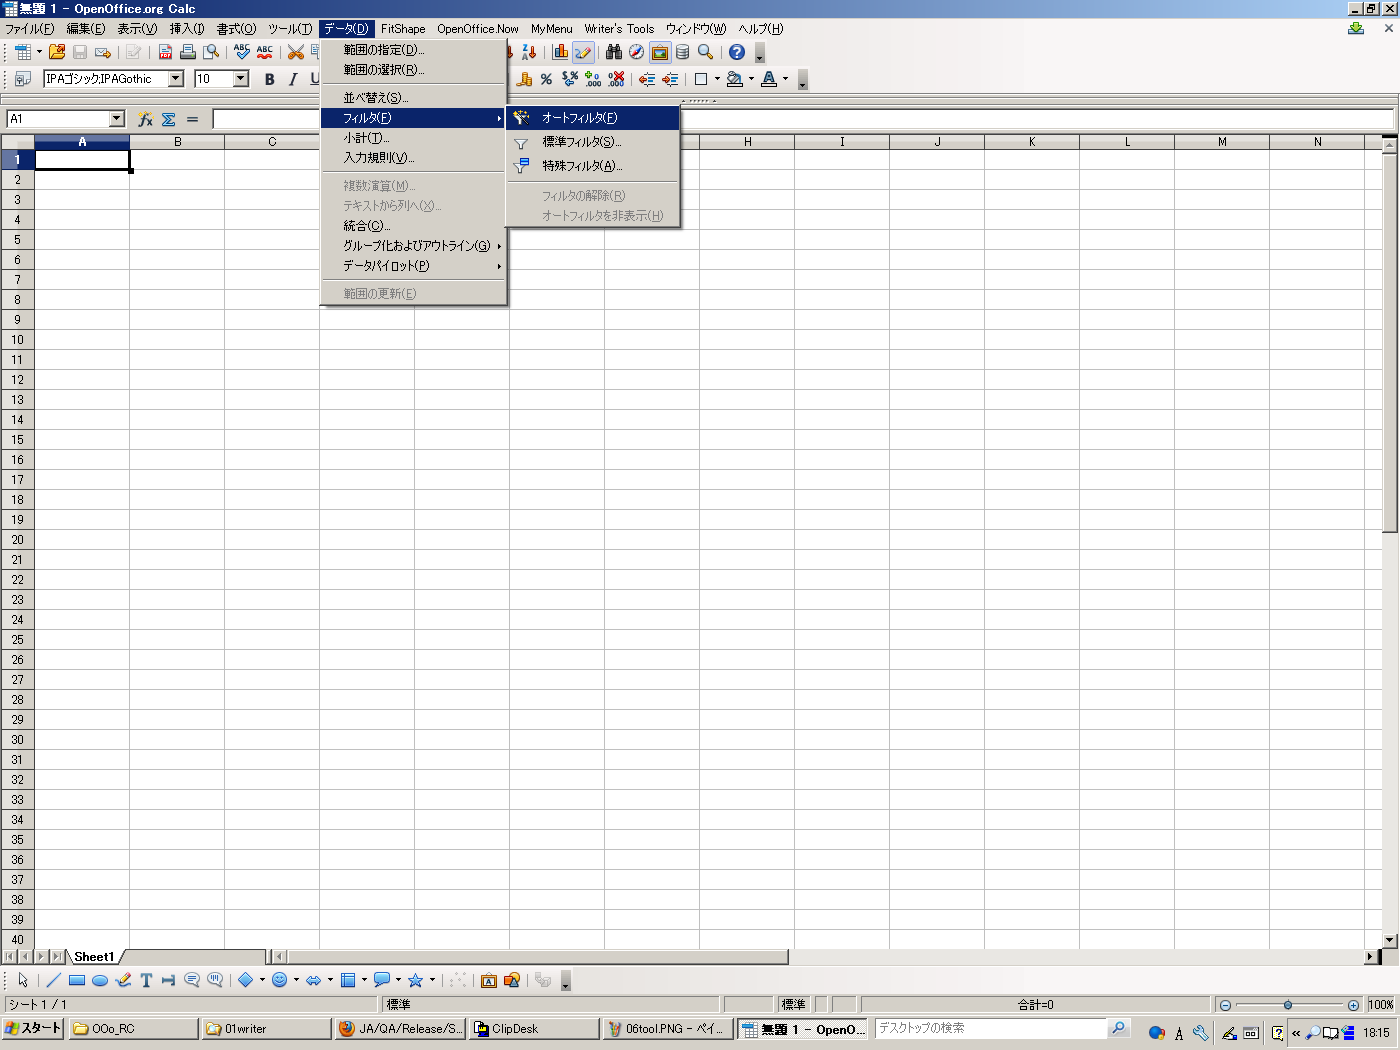 無題 1 - OpenOffice.org Calc
ファイル(F) 編集(E) 表示(V) 挿入(I) 書式(O) ツール(T) データ(D) FitShape OpenOffice.Now MyMenu Writer's Tools ウィンドウ(W) ヘルプ(H)
IPAゴシック;IPAGothic 10 B I U
A1
範囲の指定(D)...
範囲の選択(R)...
並べ替え(S)...
フィルタ(F)
小計(T)...
入力規則(V)...
複数演算(M)...
テキストから列へ(X)...
統合(C)...
グループ化およびアウトライン(G)
データパイロット(P)
範囲の更新(E)
オートフィルタ(F)
標準フィルタ(S)...
特殊フィルタ(A)...
フィルタの解除(R)
オートフィルタを非表示(H)
A B C H I J K L M N
1
2
3
4
5
6
7
8
9
10
11
12
13
14
15
16
17
18
19
20
21
22
23
24
25
26
27
28
29
30
31
32
33
34
35
36
37
38
39
40
Sheet1
シート 1 / 1 標準 標準 合計=0 100%
スタート OOo_RC 01writer JA/QA/Release/S... ClipDesk 06tool.PNG - ペイ... 無題 1 - OpenO... デスクトップの検索 A 18:15